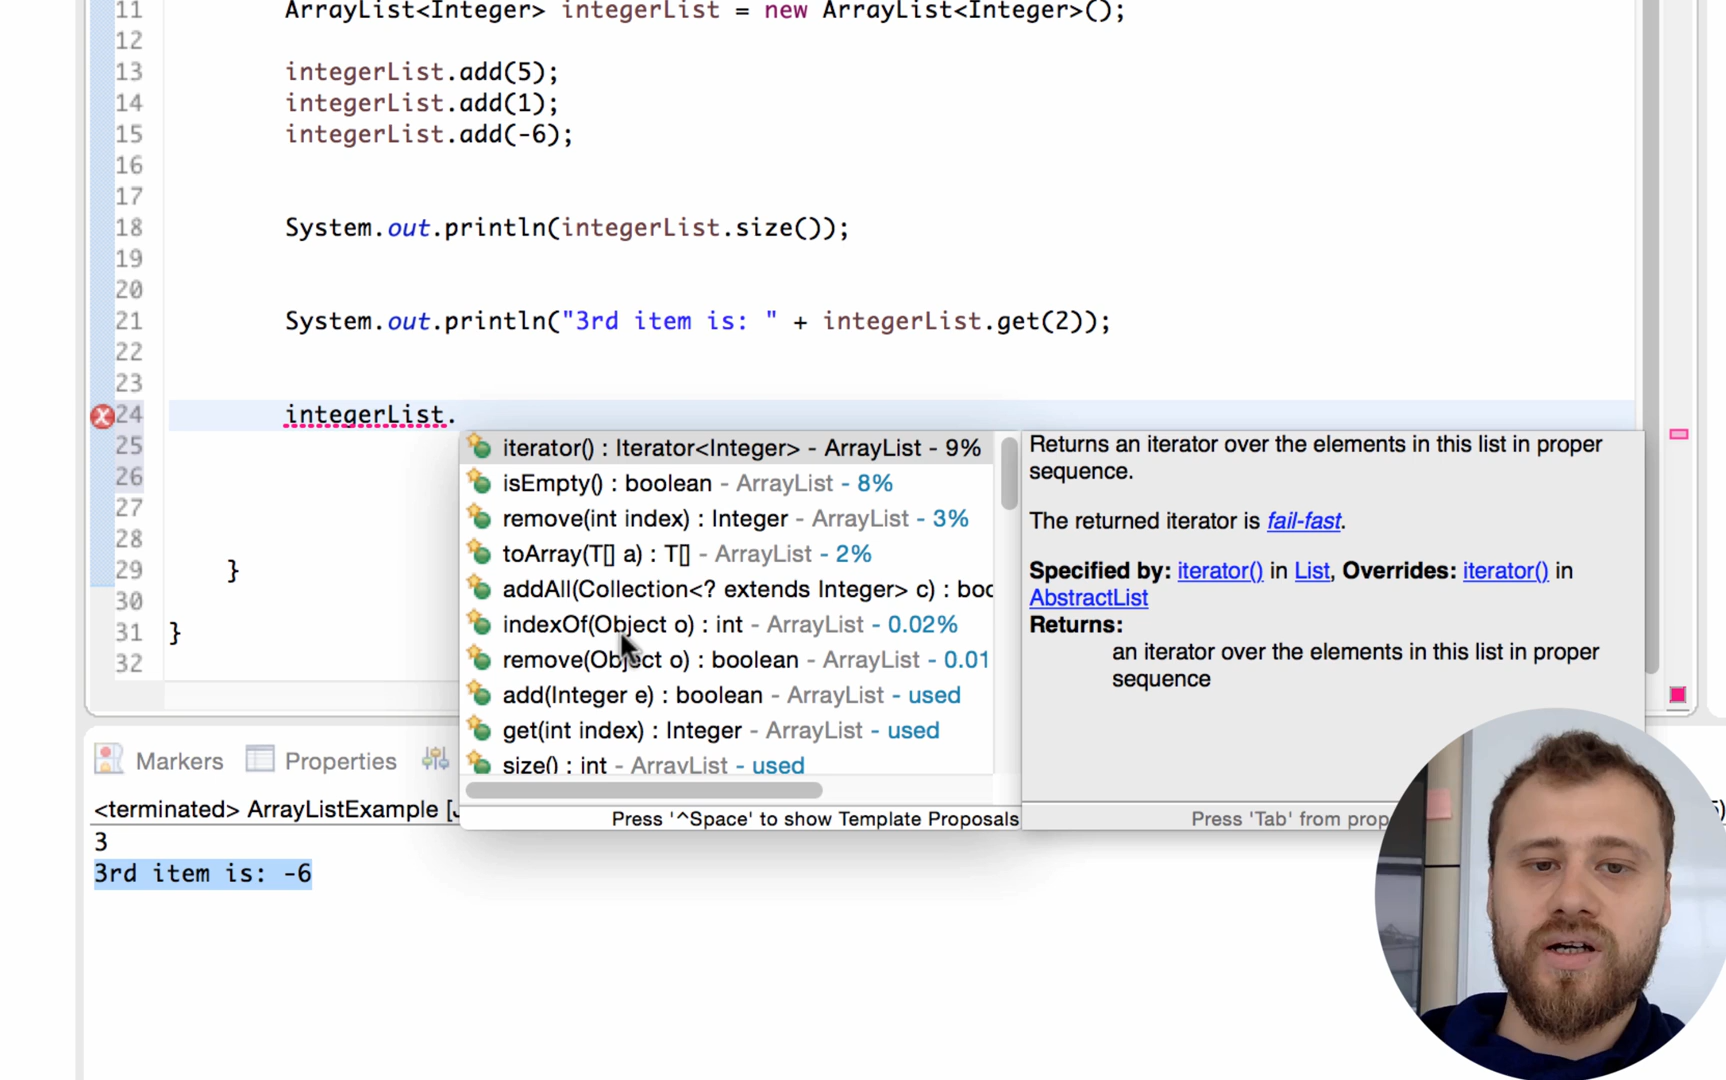 11 ArrayList<Integer> integerList = new ArrayList<Integer>();
12
13 integerList.add(5);
14 integerList.add(1);
15 integerList.add(-6);
16
17
18 System.out.println(integerList.size());
19
20
21 System.out.println("3rd item is: " + integerList.get(2));
22
23
24 integerList.
25
26
27
28
29 }
30
31 }
32
iterator() : Iterator<Integer> - ArrayList - 9%
isEmpty() : boolean - ArrayList - 8%
remove(int index) : Integer - ArrayList - 3%
toArray(T[] a) : T[] - ArrayList - 2%
addAll(Collection<? extends Integer> c) : boo
indexOf(Object o) : int - ArrayList - 0.02%
remove(Object o) : boolean - ArrayList - 0.01
add(Integer e) : boolean - ArrayList - used
get(int index) : Integer - ArrayList - used
size() : int - ArrayList - used
Press '^Space' to show Template Proposals
Returns an iterator over the elements in this list in proper
sequence.
The returned iterator is fail-fast.
Specified by: iterator() in List, Overrides: iterator() in
AbstractList
Returns:
an iterator over the elements in this list in proper
sequence
Press 'Tab' from prop
Markers Properties
<terminated> ArrayListExample [J
3
3rd item is: -6